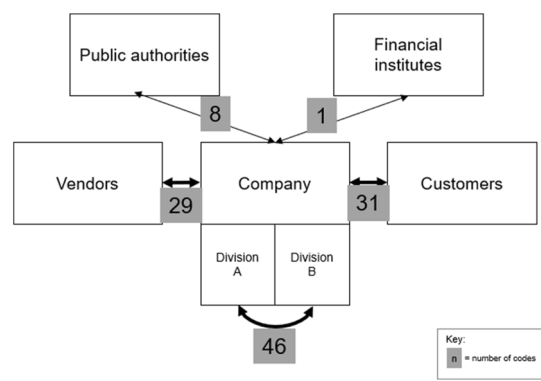 Public authorities
Financial
institutes
8
1
Vendors
Company
Customers
29
31
Division
A
Division
B
46
Key:
n = number of codes